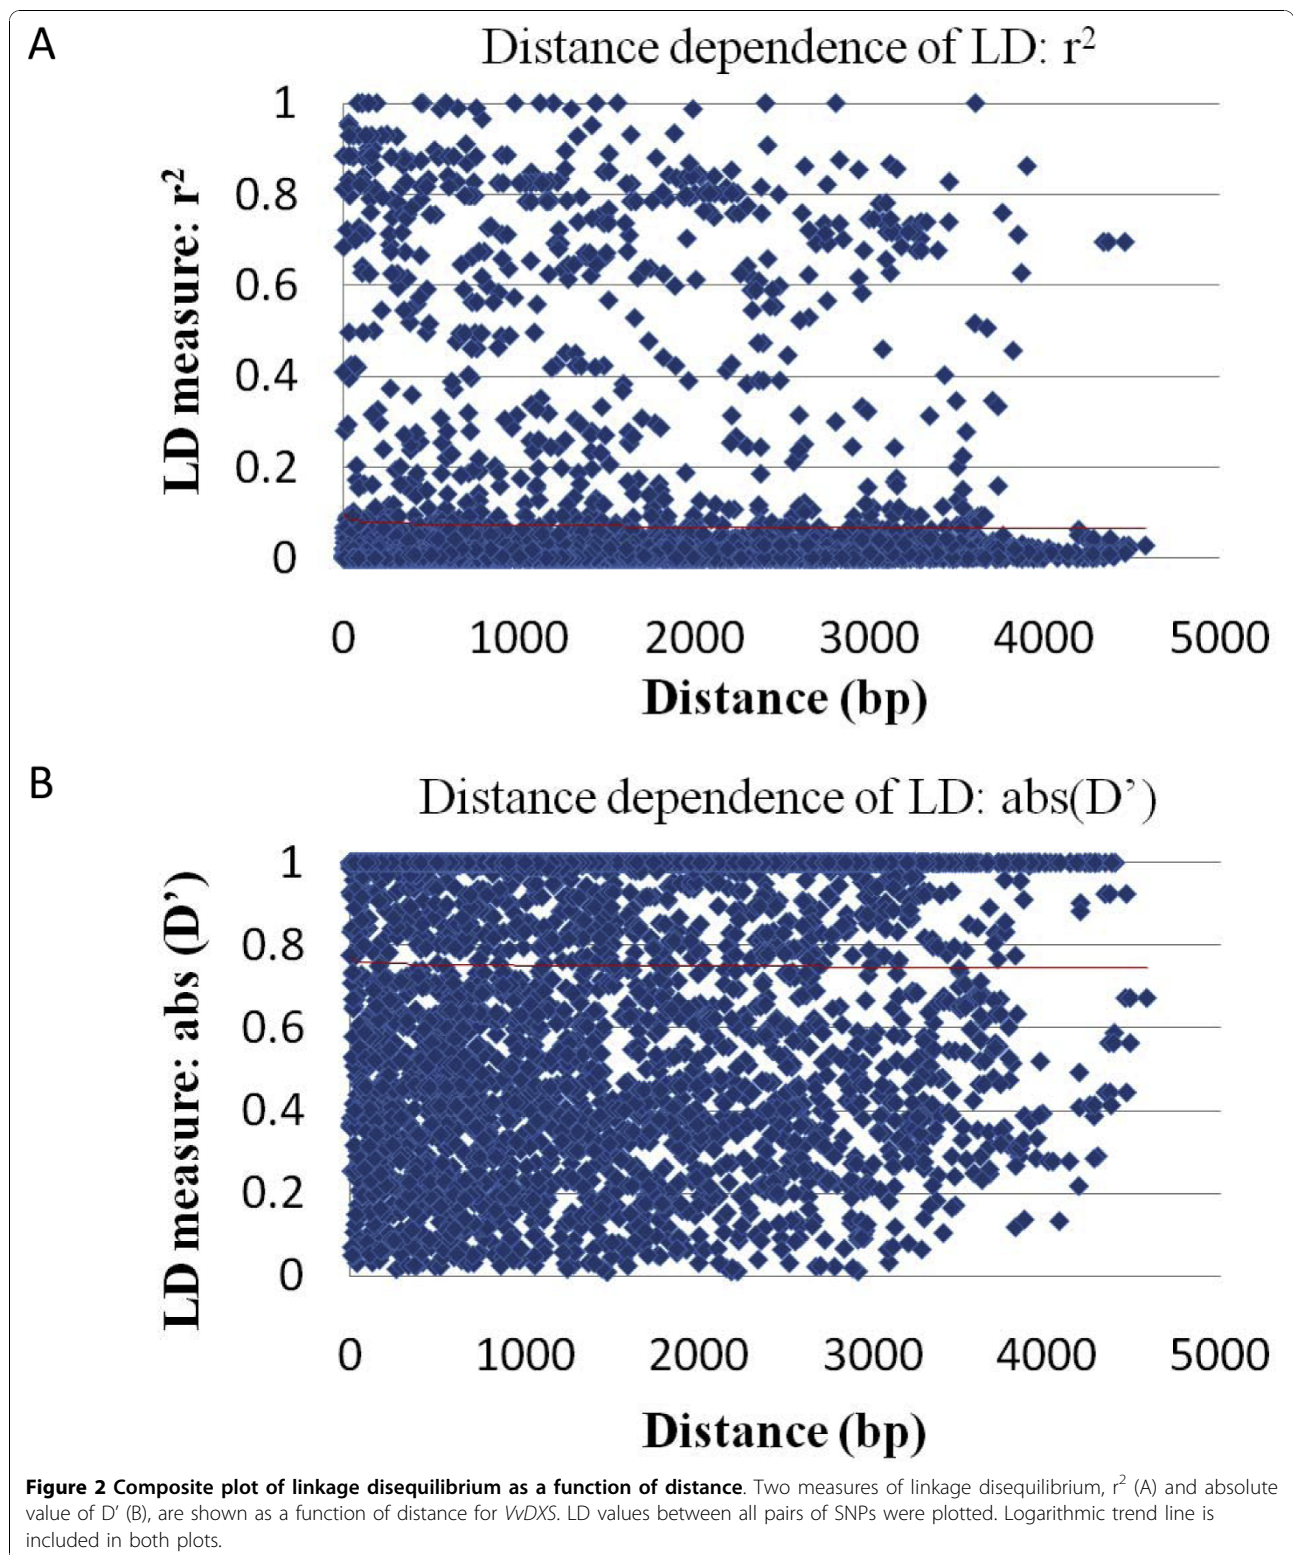 A
Distance dependence of LD: r²
LD measure: r²
1
0.8
0.6
0.4
0.2
0
0 1000 2000 3000 4000 5000
Distance (bp)
B
Distance dependence of LD: abs(D’)
LD measure: abs (D’)
1
0.8
0.6
0.4
0.2
0
0 1000 2000 3000 4000 5000
Distance (bp)
Figure 2 Composite plot of linkage disequilibrium as a function of distance. Two measures of linkage disequilibrium, r² (A) and absolute
value of D’ (B), are shown as a function of distance for VvDXS. LD values between all pairs of SNPs were plotted. Logarithmic trend line is
included in both plots.